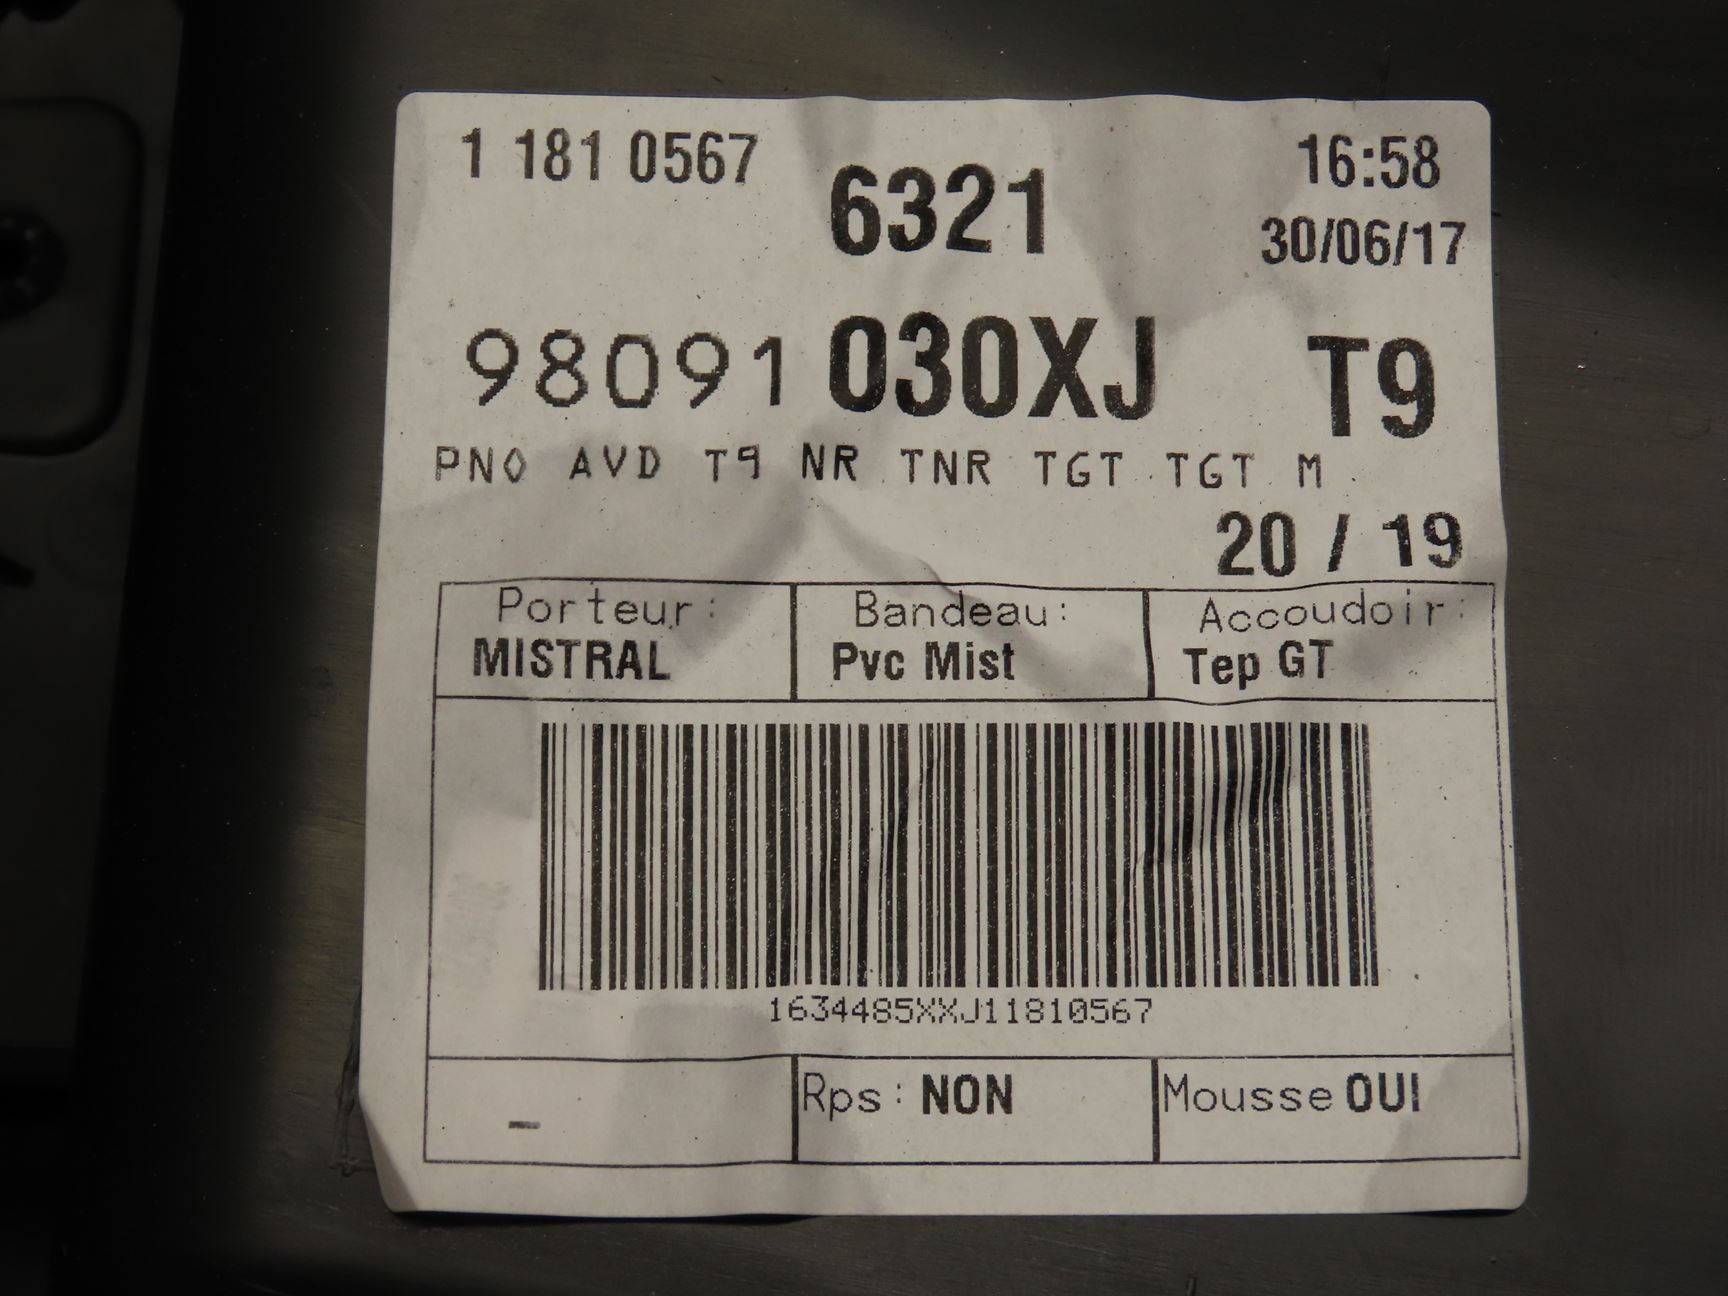 1 181 0567
6321
16:58
30/06/17
98091 030XJ T9
PNO AVD T9 NR TNR TGT TGT M
20 / 19
Porteur: Bandeau: Accoudoir:
MISTRAL Pvc Mist Tep GT
1634485XXJ11810567
_ Rps: NON Mousse OUI